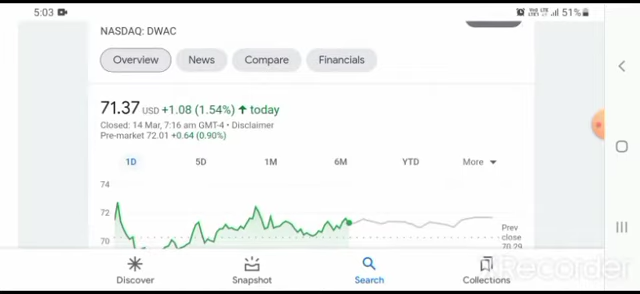 5:03 51%
NASDAQ: DWAC
Overview News Compare Financials
71.37 USD +1.08 (1.54%) ↑ today
Closed: 14 Mar, 7:16 am GMT-4 • Disclaimer
Pre-market 72.01 +0.64 (0.90%)
1D 5D 1M 6M YTD More
74
72
Prev
close
70
70.29
Discover Snapshot Search Collections
Recorder